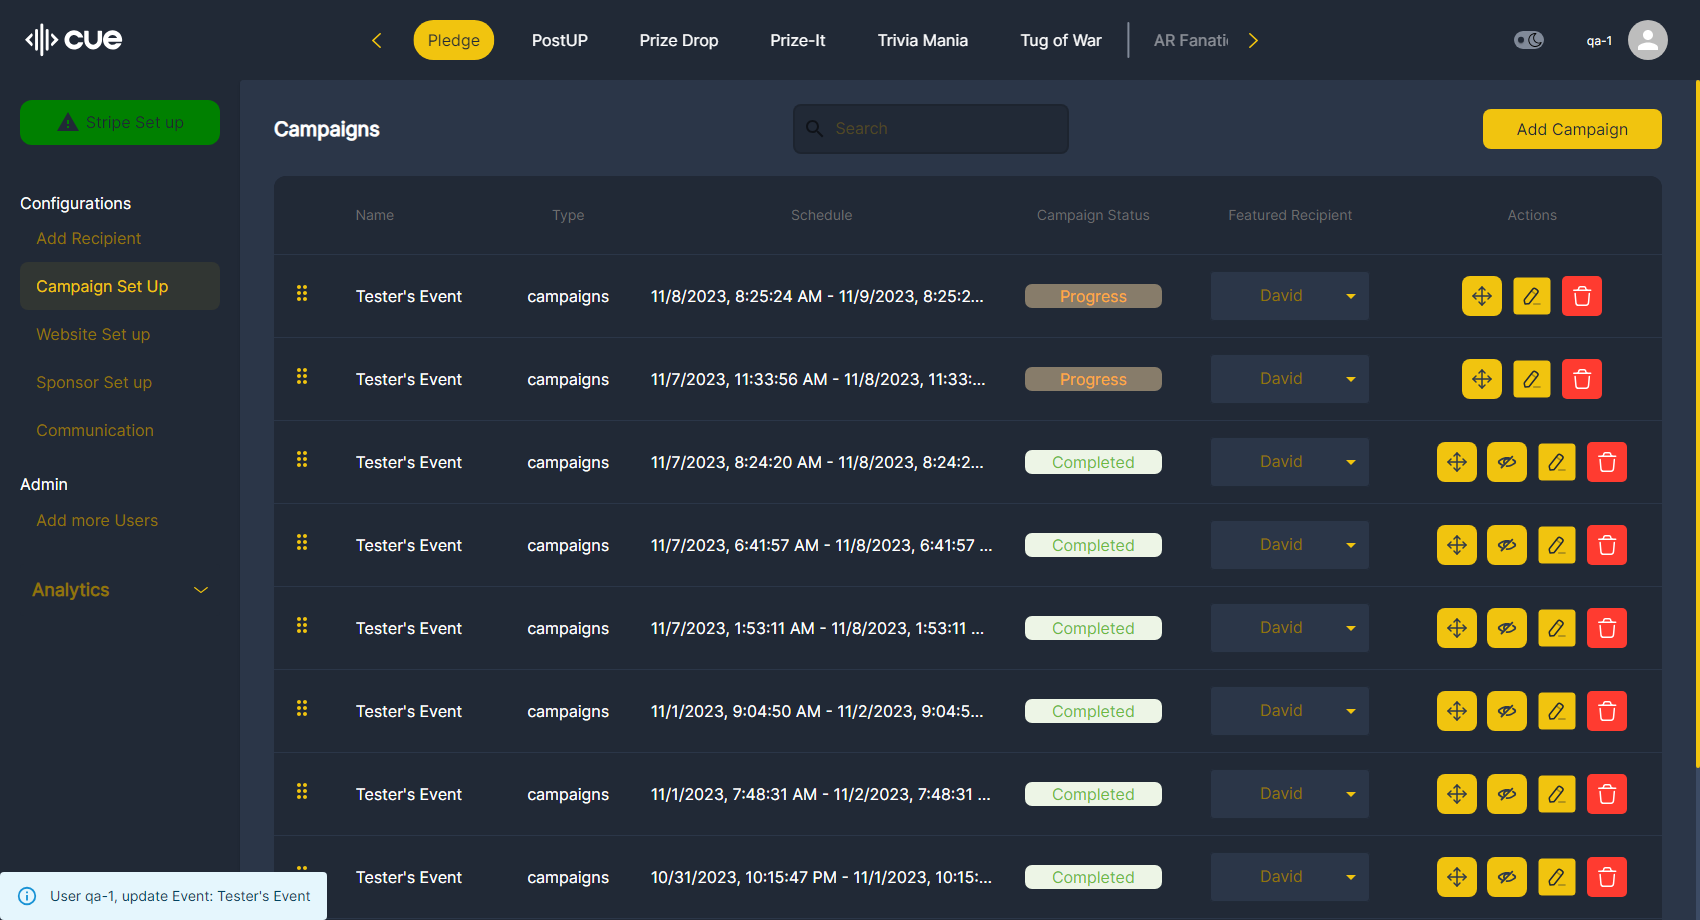 cue
Pledge
PostUP
Prize Drop
Prize-It
Trivia Mania
Tug of War
AR Fanati
qa-1
Stripe Set up
Configurations
Add Recipient
Campaign Set Up
Website Set up
Sponsor Set up
Communication
Admin
Add more Users
Analytics
Campaigns
Search
Add Campaign
Name Type Schedule Campaign Status Featured Recipient Actions
Tester's Event campaigns 11/8/2023, 8:25:24 AM - 11/9/2023, 8:25:2... Progress David
Tester's Event campaigns 11/7/2023, 11:33:56 AM - 11/8/2023, 11:33:... Progress David
Tester's Event campaigns 11/7/2023, 8:24:20 AM - 11/8/2023, 8:24:2... Completed David
Tester's Event campaigns 11/7/2023, 6:41:57 AM - 11/8/2023, 6:41:57 ... Completed David
Tester's Event campaigns 11/7/2023, 1:53:11 AM - 11/8/2023, 1:53:11 ... Completed David
Tester's Event campaigns 11/1/2023, 9:04:50 AM - 11/2/2023, 9:04:5... Completed David
Tester's Event campaigns 11/1/2023, 7:48:31 AM - 11/2/2023, 7:48:31 ... Completed David
Tester's Event campaigns 10/31/2023, 10:15:47 PM - 11/1/2023, 10:15:... Completed David
User qa-1, update Event: Tester's Event